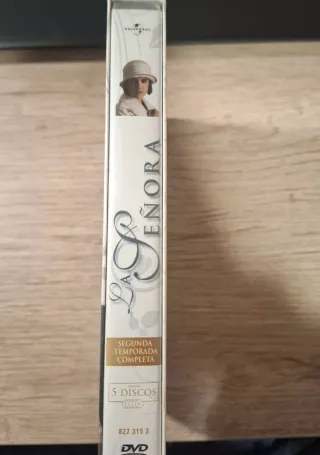 UNIVERSAL
LA SEÑORA
SEGUNDA
TEMPORADA
COMPLETA
5 DISCOS
827 315 2
DVD